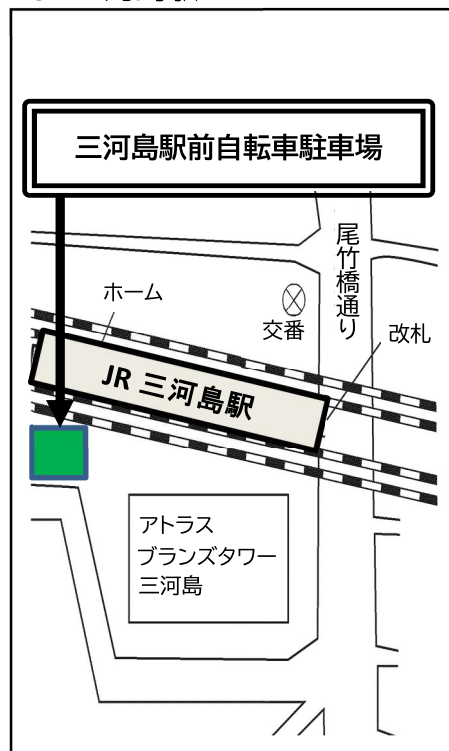 三河島駅前自転車駐車場
尾竹橋通り
ホーム
交番
改札
JR 三河島駅
アトラス
ブランズタワー
三河島